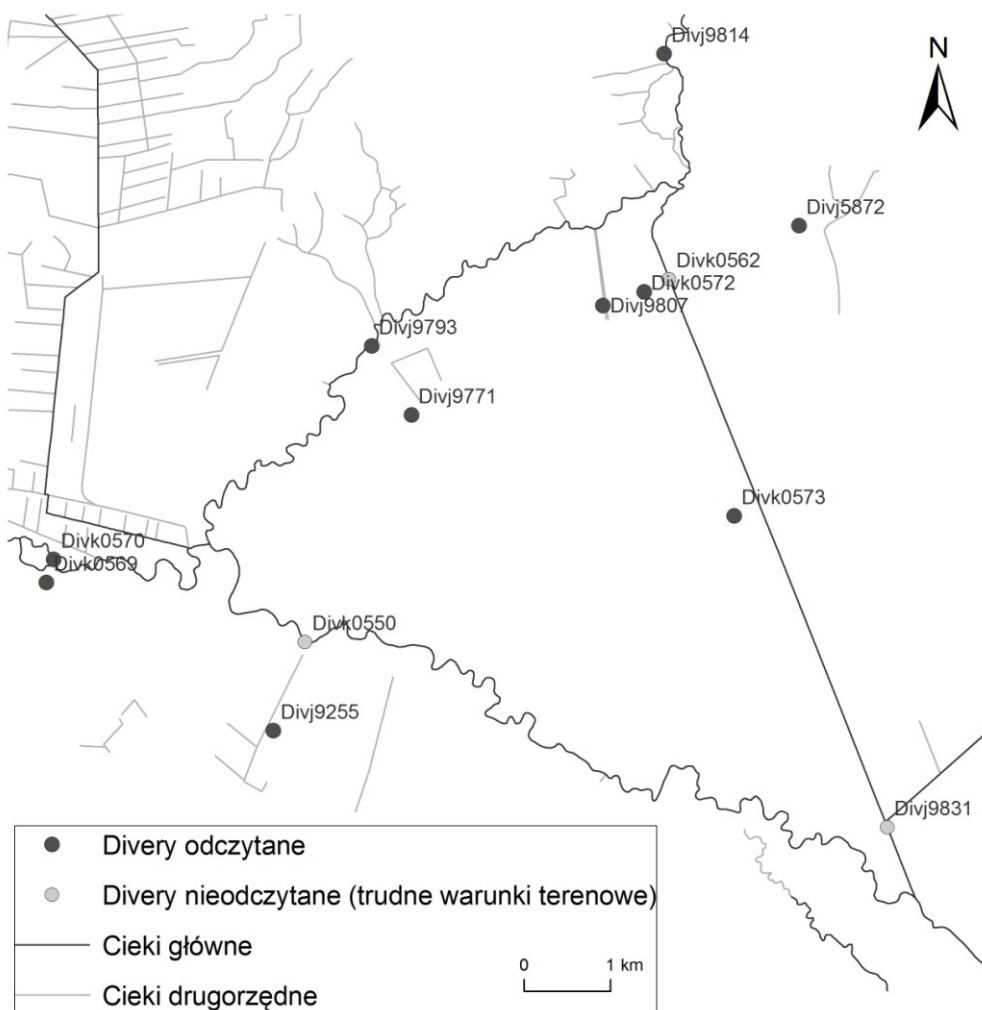 Divj9814
N
Divj5872
Divk0562
Divk0572
Divj9807
Divj9793
Divj9771
Divk0573
Divk0570
Divk0569
Divk0550
Divj9255
Divj9831
Divery odczytane
Divery nieodczytane (trudne warunki terenowe)
Cieki główne
Cieki drugorzędne
0 1 km